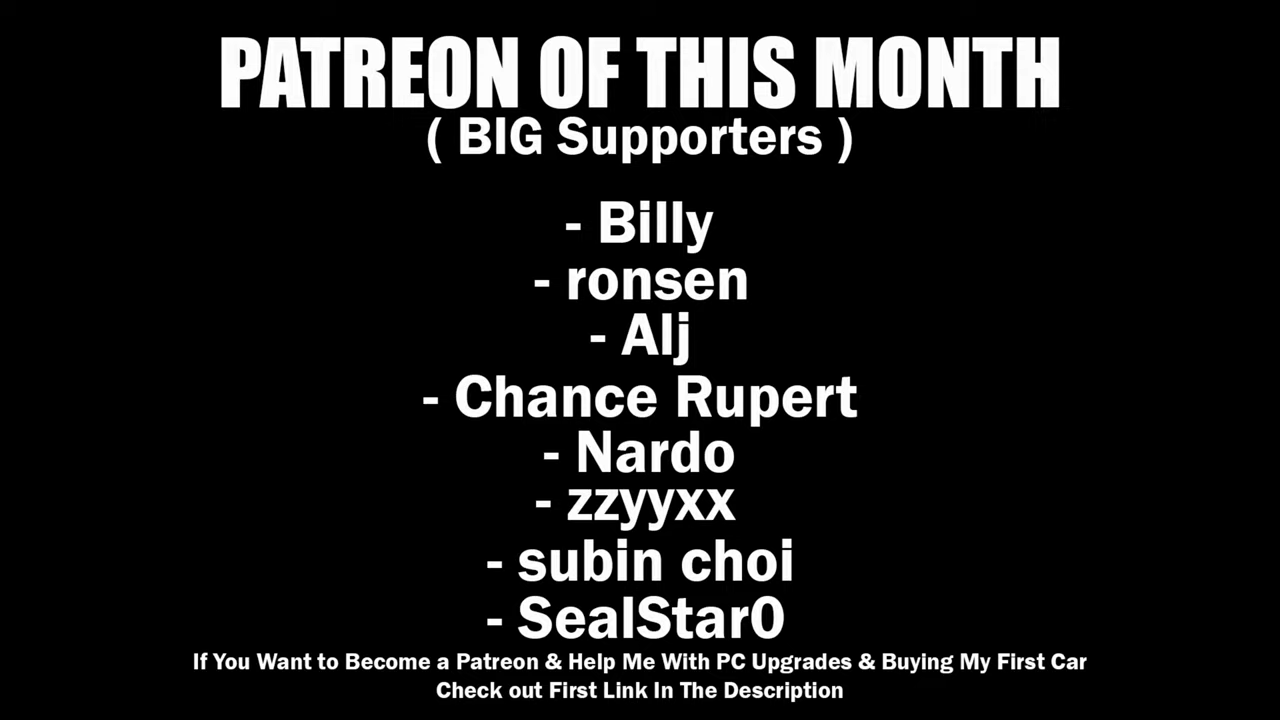 PATREON OF THIS MONTH
( BIG Supporters )
- Billy
- ronsen
- Alj
- Chance Rupert
- Nardo
- zzyyxx
- subin choi
- SealStar0
If You Want to Become a Patreon & Help Me With PC Upgrades & Buying My First Car
Check out First Link In The Description